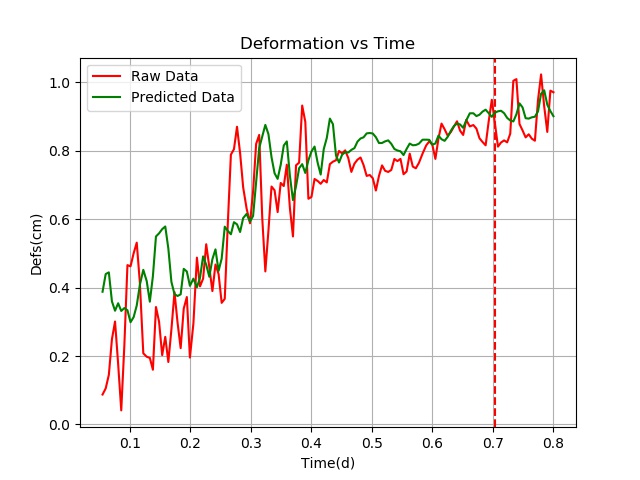 Deformation vs Time
Raw Data
Predicted Data
1.0
0.8
0.6
0.4
0.2
0.0
Defs(cm)
0.1 0.2 0.3 0.4 0.5 0.6 0.7 0.8
Time(d)